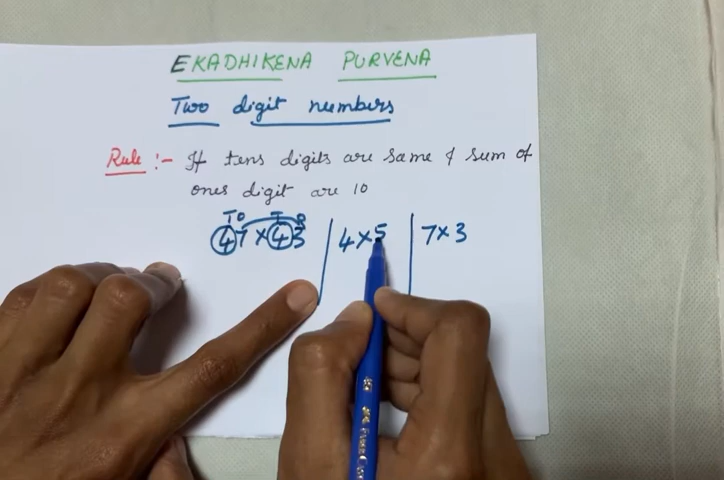 EKADHIKENA PURVENA
Two digit numbers
Rule :- If tens digits are same & sum of
ones digit are 10
T O T O
47 × 43 | 4 × 5 | 7 × 3